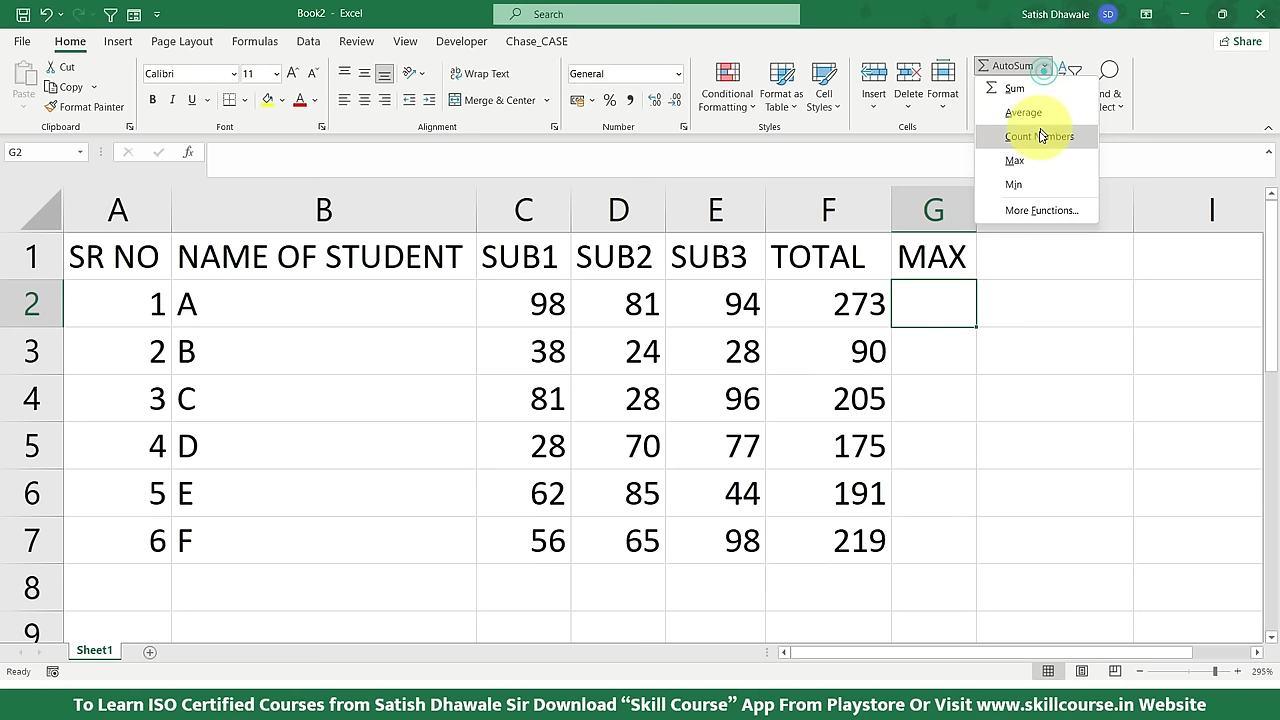 Book2 - Excel
Search
Satish Dhawale SD
File Home Insert Page Layout Formulas Data Review View Developer Chase_CASE Share
Paste Cut Copy Format Painter
Calibri 11 A A
B I U A
Wrap Text
Merge & Center
General
% 9
Conditional Formatting
Format as Table
Cell Styles
Insert Delete Format
AutoSum
Sum
Average
Count Numbers
Max
Min
More Functions...
Clipboard Font Alignment Number Styles Cells
G2 fx
A B C D E F G I
1 SR NO NAME OF STUDENT SUB1 SUB2 SUB3 TOTAL MAX
2 1 A 98 81 94 273
3 2 B 38 24 28 90
4 3 C 81 28 96 205
5 4 D 28 70 77 175
6 5 E 62 85 44 191
7 6 F 56 65 98 219
8
9
Sheet1
Ready 295%
To Learn ISO Certified Courses from Satish Dhawale Sir Download “Skill Course” App From Playstore Or Visit www.skillcourse.in Website